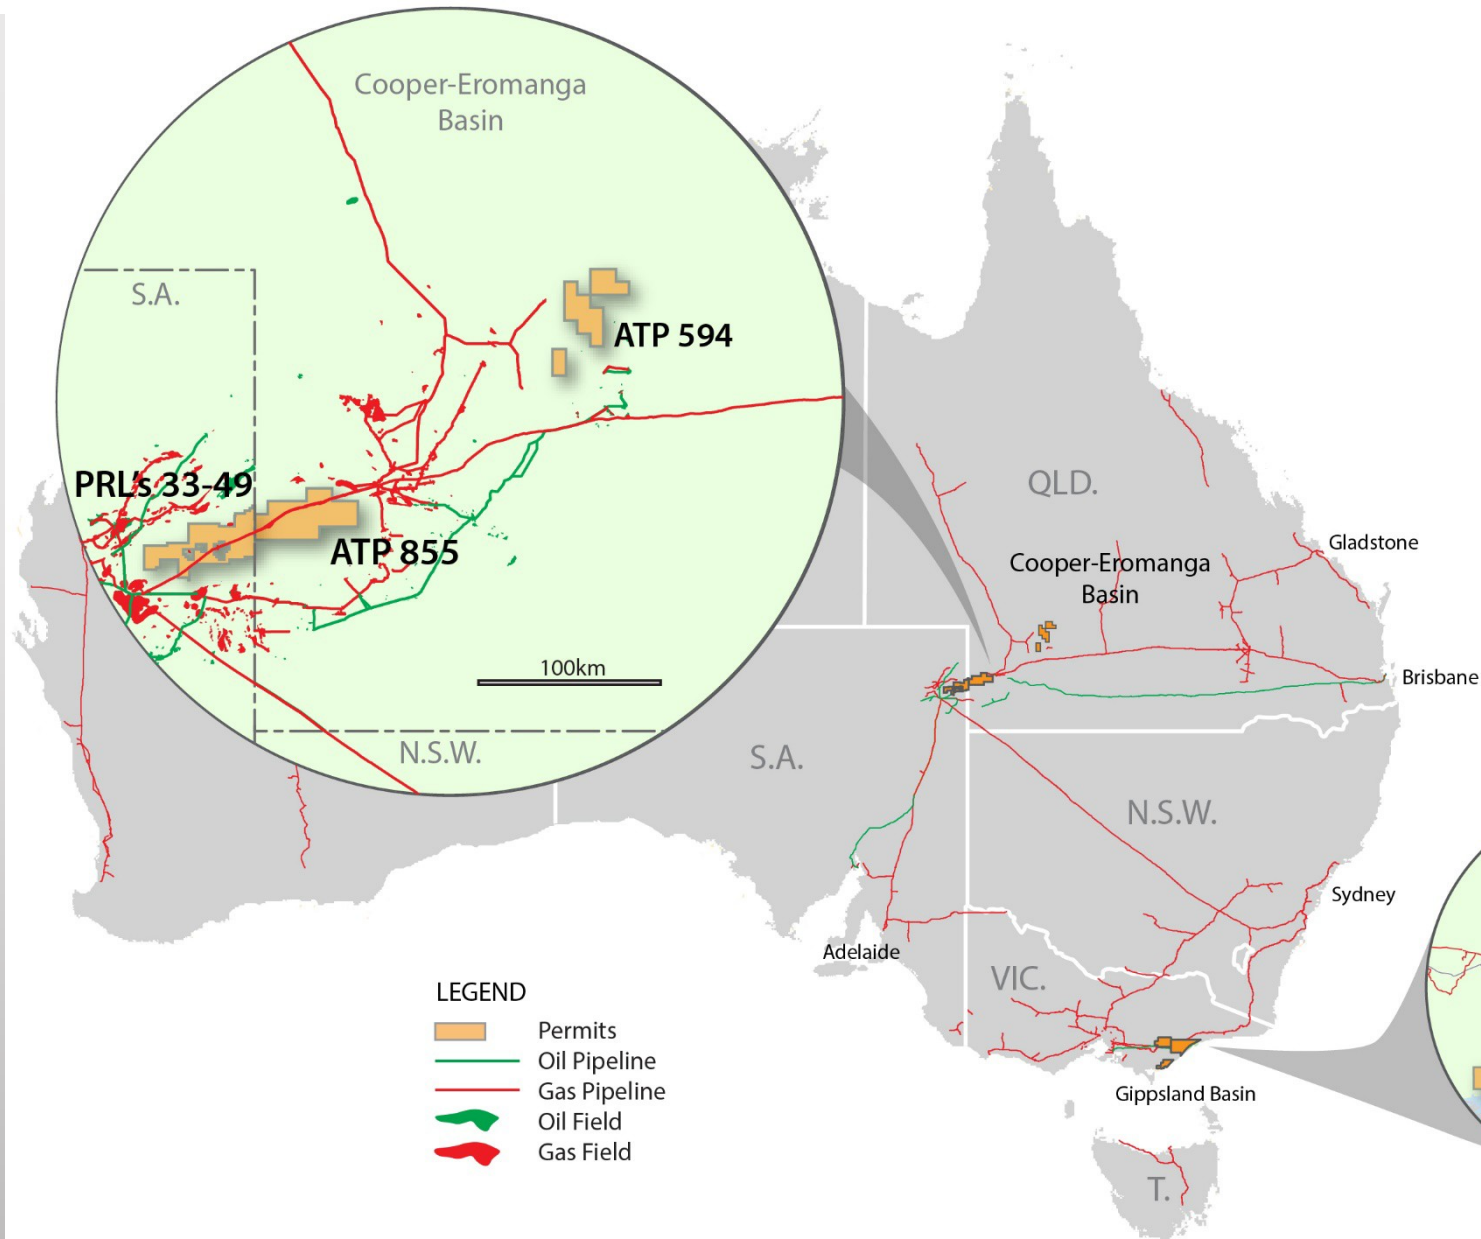 Cooper-Eromanga
Basin
S.A.
ATP 594
PRL's 33-49
ATP 855
100km
N.S.W.
QLD.
Cooper-Eromanga
Basin
Gladstone
Brisbane
S.A.
N.S.W.
Sydney
Adelaide
VIC.
Gippsland Basin
T.
LEGEND
Permits
Oil Pipeline
Gas Pipeline
Oil Field
Gas Field